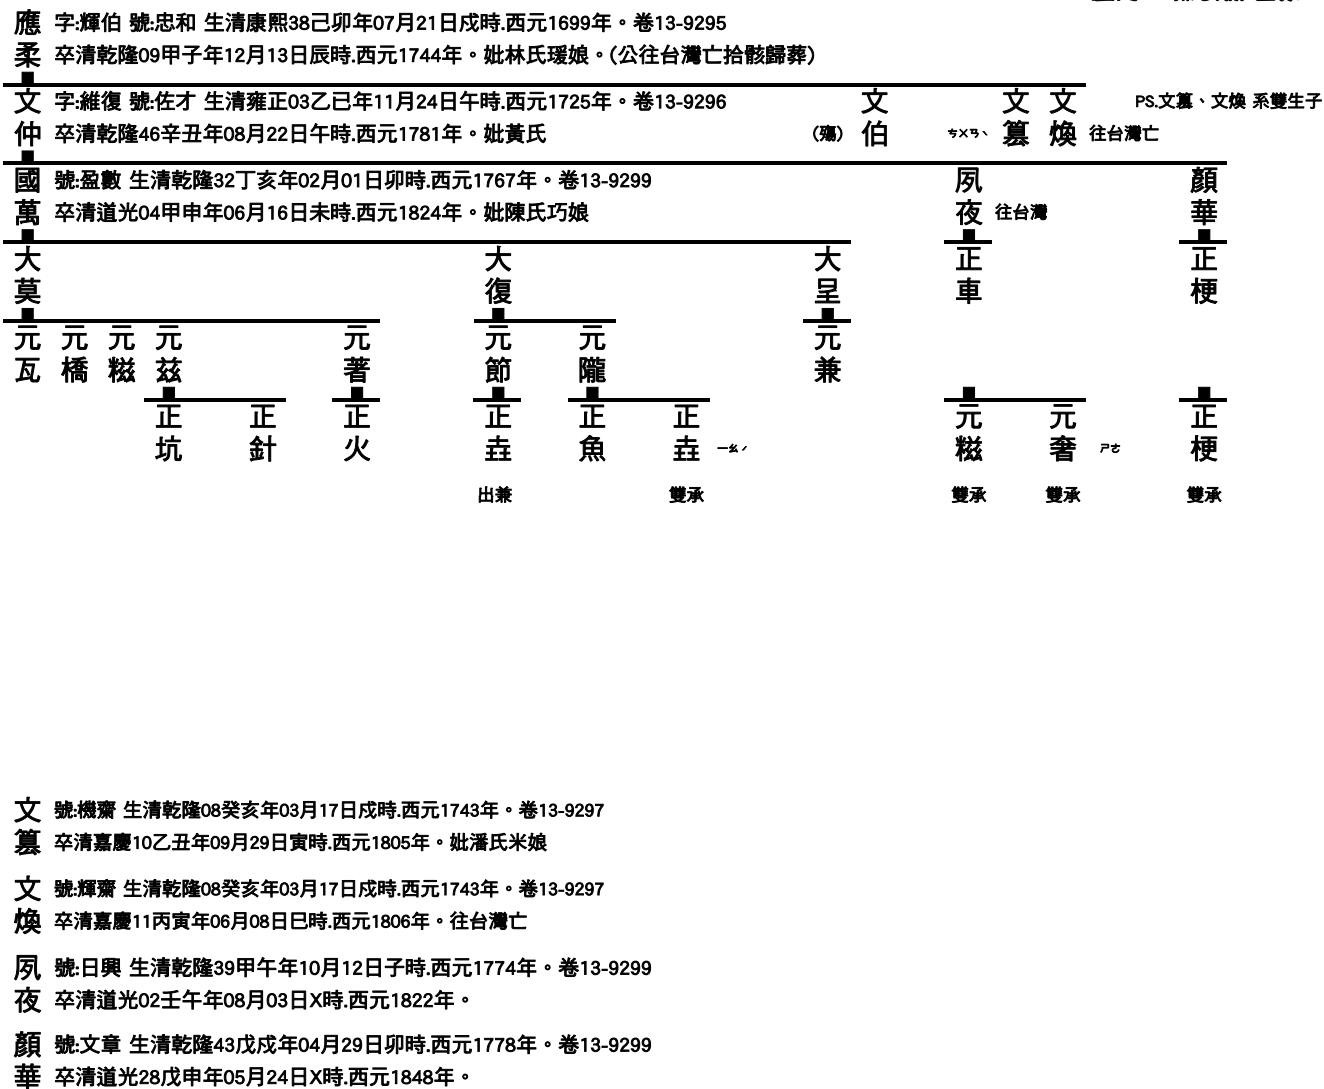 應柔 字:輝伯 號:忠和 生清康熙38己卯年07月21日戍時.西元1699年。卷13-9295
卒清乾隆09甲子年12月13日辰時.西元1744年。妣林氏瑗娘。(公往台灣亡拾骸歸葬)
文仲 字:維復 號:佐才 生清雍正03乙已年11月24日午時.西元1725年。卷13-9296
卒清乾隆46辛丑年08月22日午時.西元1781年。妣黃氏
(殤) 文伯 ㄘㄨㄢˋ 文篡 文煥 往台灣亡
PS.文篡、文煥 系雙生子
國萬 號:盈數 生清乾隆32丁亥年02月01日卯時.西元1767年。卷13-9299
卒清道光04甲申年06月16日未時.西元1824年。妣陳氏巧娘
夙夜 往台灣 顏華
大莫 大復 大呈 正車 正梗
元瓦 元橋 元糍 元茲 元著 元節 元隴 元兼
正坑 正針 正火 正垚 正魚 正垚 ㄧㄠˊ 元糍 元奢 ㄕㄜ 正梗
出兼 雙承 雙承 雙承 雙承
文篡 號:機齋 生清乾隆08癸亥年03月17日戍時.西元1743年。卷13-9297
卒清嘉慶10乙丑年09月29日寅時.西元1805年。妣潘氏米娘
文煥 號:輝齋 生清乾隆08癸亥年03月17日戍時.西元1743年。卷13-9297
卒清嘉慶11丙寅年06月08日巳時.西元1806年。往台灣亡
夙夜 號:日興 生清乾隆39甲午年10月12日子時.西元1774年。卷13-9299
卒清道光02壬午年08月03日X時.西元1822年。
顏華 號:文章 生清乾隆43戊戍年04月29日卯時.西元1778年。卷13-9299
卒清道光28戊申年05月24日X時.西元1848年。